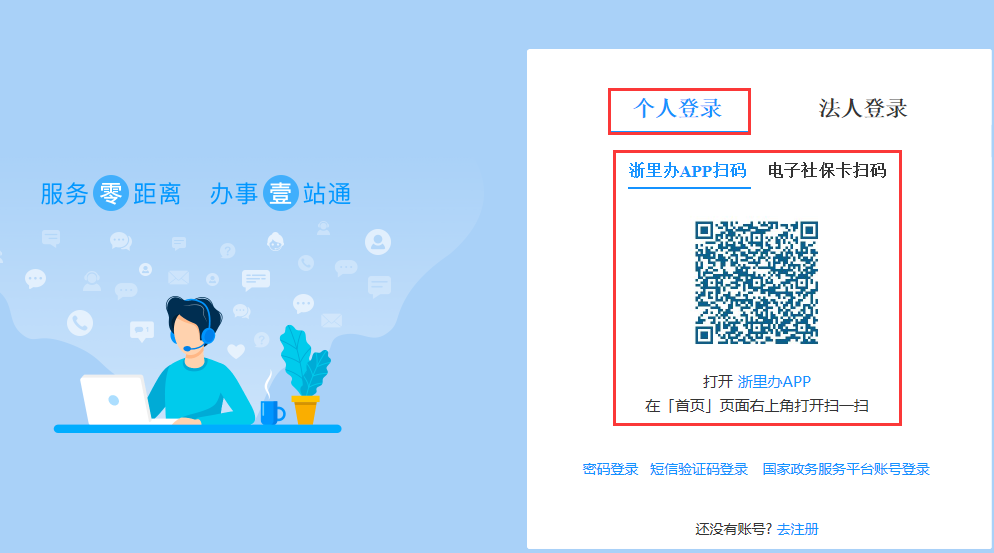 服务零距离 办事壹站通
个人登录 法人登录
浙里办APP扫码 电子社保卡扫码
打开 浙里办APP
在「首页」页面右上角打开扫一扫
密码登录 短信验证码登录 国家政务服务平台账号登录
还没有账号? 去注册